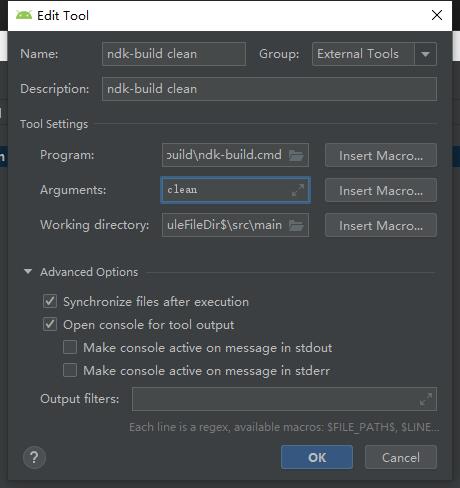 Edit Tool
Name: ndk-build clean Group: External Tools
Description: ndk-build clean
Tool Settings
Program: build\ndk-build.cmd Insert Macro...
Arguments: clean Insert Macro...
Working directory: uleFileDir$\src\main Insert Macro...
Advanced Options
Synchronize files after execution
Open console for tool output
Make console active on message in stdout
Make console active on message in stderr
Output filters:
Each line is a regex, available macros: $FILE_PATH$, $LINE...
? OK Cancel